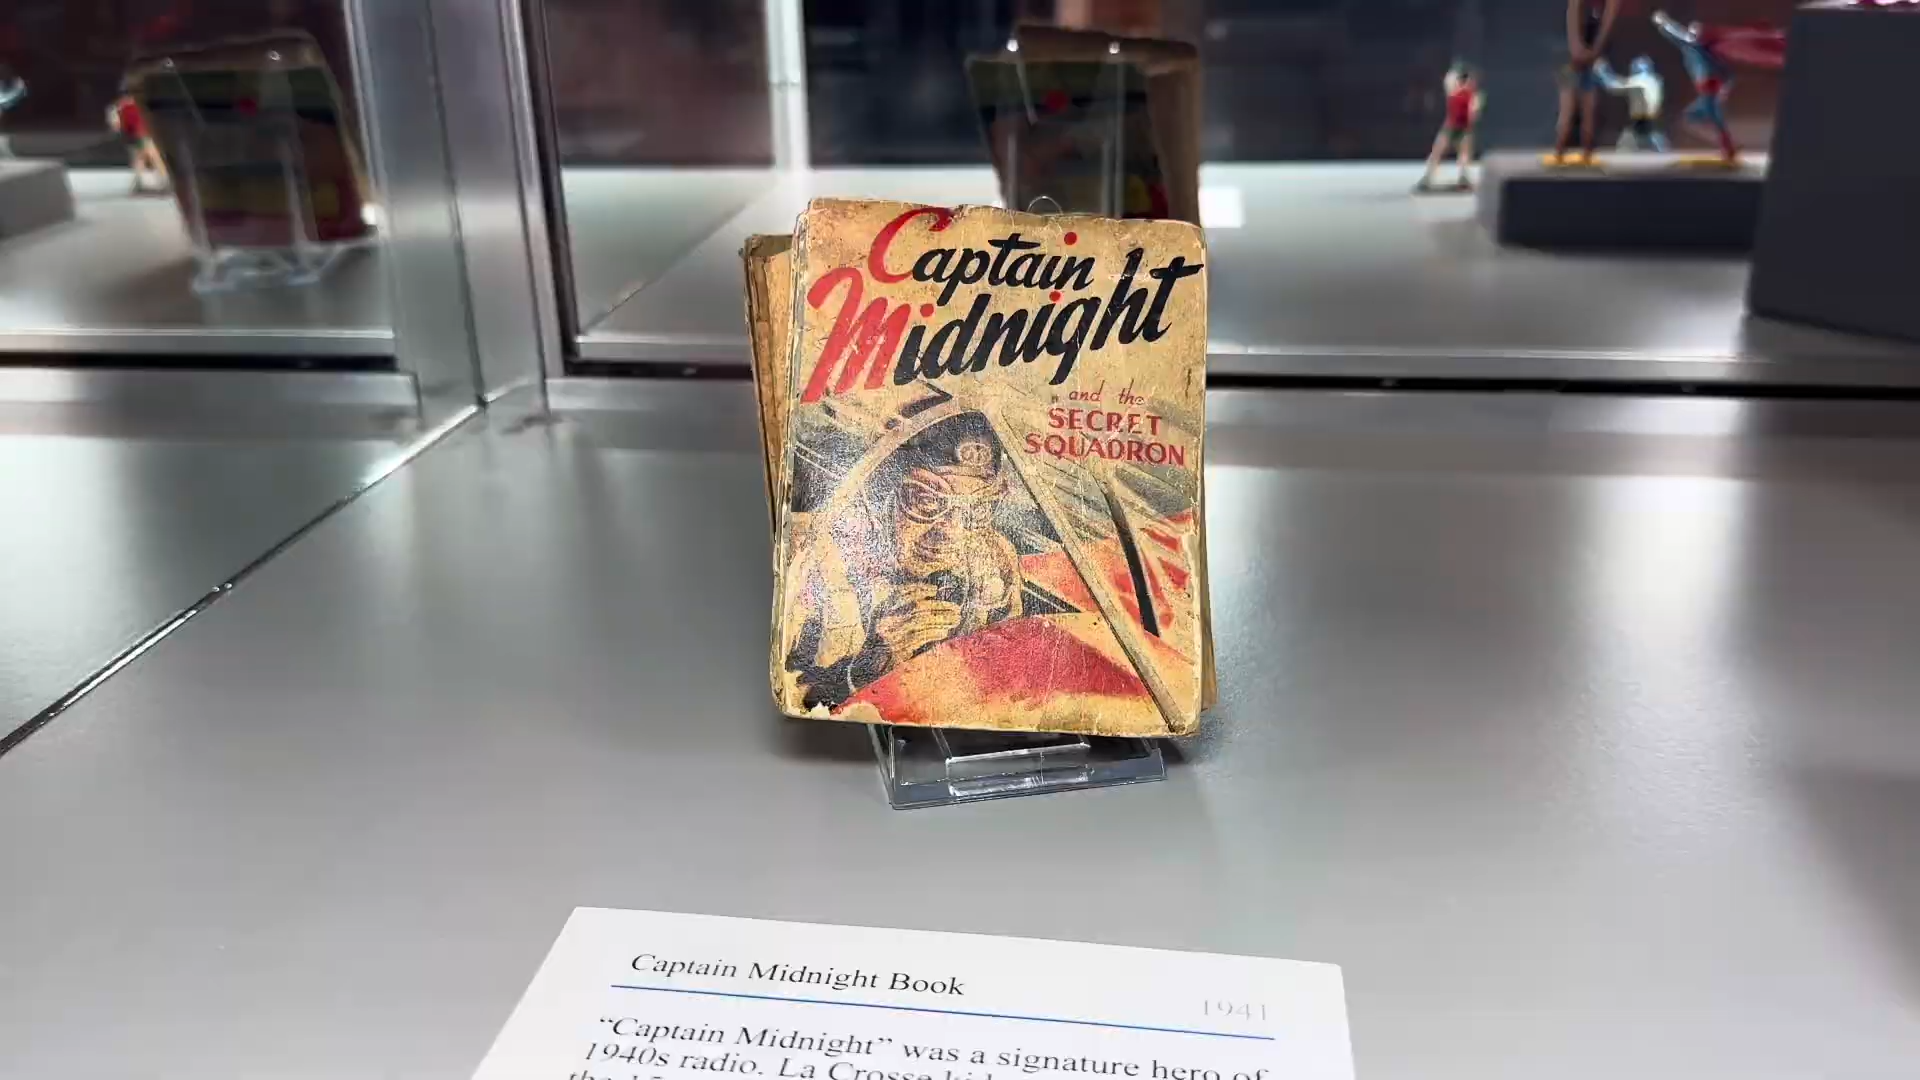 Captain
Midnight
and the
SECRET
SQUADRON
Captain Midnight Book
1941
"Captain Midnight" was a signature hero of
1940s radio. La Crosse
the